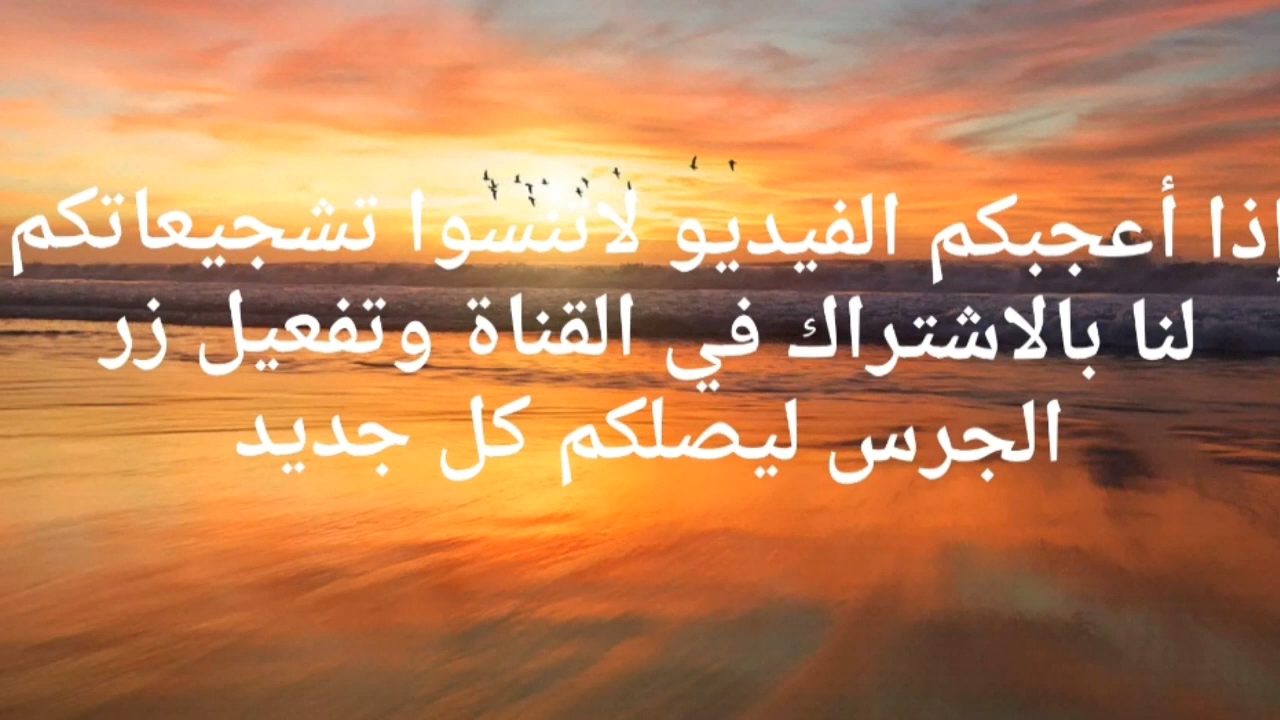 إذا أعجبكم الفيديو لاتنسوا تشجيعاتكم
لنا بالاشتراك في القناة وتفعيل زر
الجرس ليصلكم كل جديد